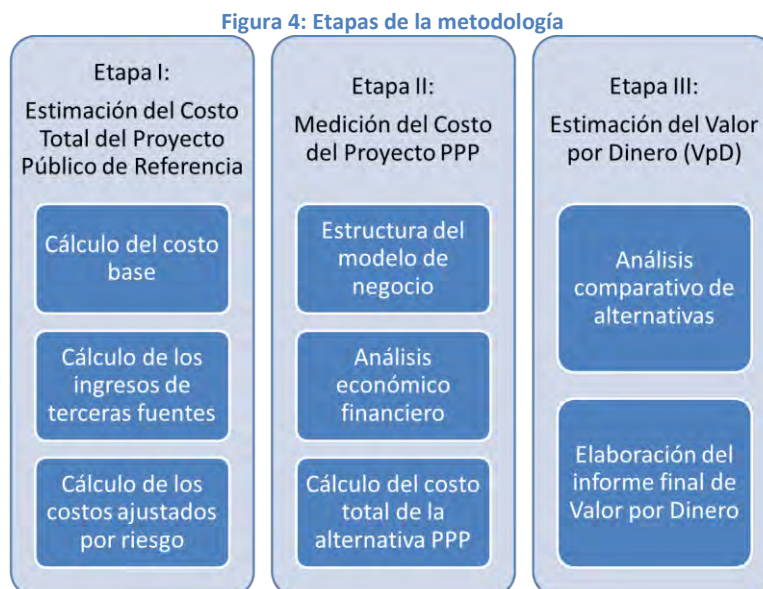 Figura 4: Etapas de la metodología
Etapa I:
Estimación del Costo
Total del Proyecto
Público de Referencia
Cálculo del costo
base
Cálculo de los
ingresos de
terceras fuentes
Cálculo de los
costos ajustados
por riesgo
Etapa II:
Medición del Costo
del Proyecto PPP
Estructura del
modelo de
negocio
Análisis
económico
financiero
Cálculo del costo
total de la
alternativa PPP
Etapa III:
Estimación del Valor
por Dinero (VpD)
Análisis
comparativo de
alternativas
Elaboración del
informe final de
Valor por Dinero